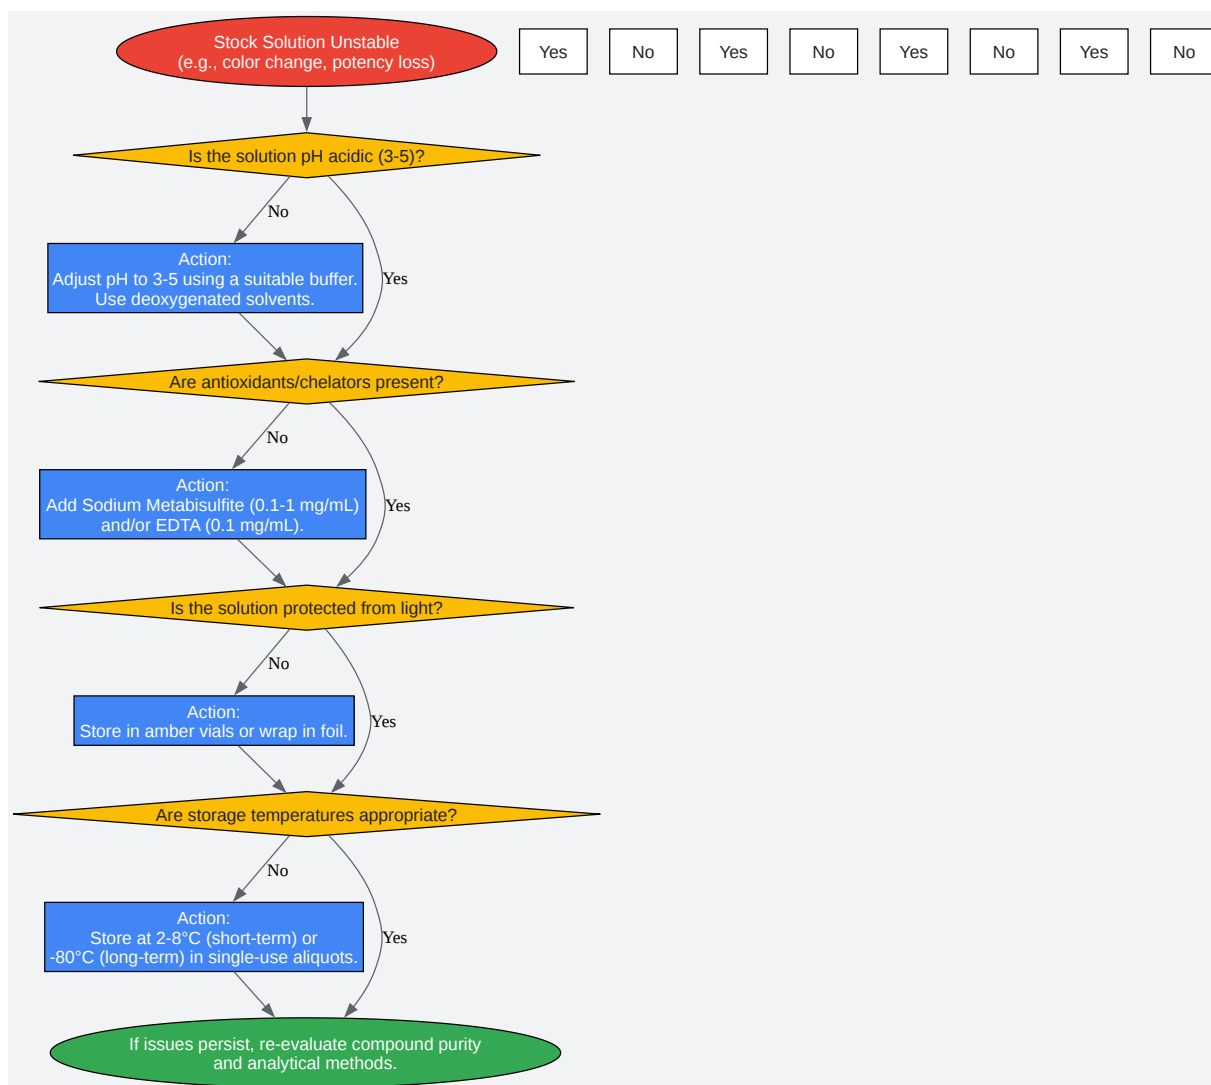 Stock Solution Unstable
(e.g., color change, potency loss)
Yes
No
Yes
No
Yes
No
Yes
No
Is the solution pH acidic (3-5)?
No
Action:
Adjust pH to 3-5 using a suitable buffer.
Use deoxygenated solvents.
Yes
Are antioxidants/chelators present?
No
Action:
Add Sodium Metabisulfite (0.1-1 mg/mL)
and/or EDTA (0.1 mg/mL).
Yes
Is the solution protected from light?
No
Action:
Store in amber vials or wrap in foil.
Yes
Are storage temperatures appropriate?
No
Action:
Store at 2-8°C (short-term) or
-80°C (long-term) in single-use aliquots.
Yes
If issues persist, re-evaluate compound purity
and analytical methods.